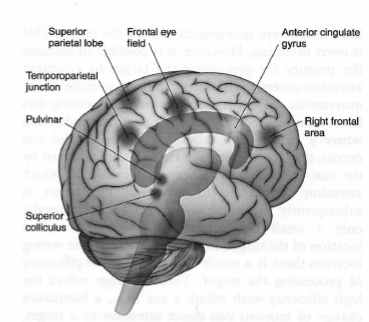 Superior
parietal lobe
Frontal eye
field
Anterior cingulate
gyrus
Temporoparietal
junction
Pulvinar
Right frontal
area
Superior
colliculus